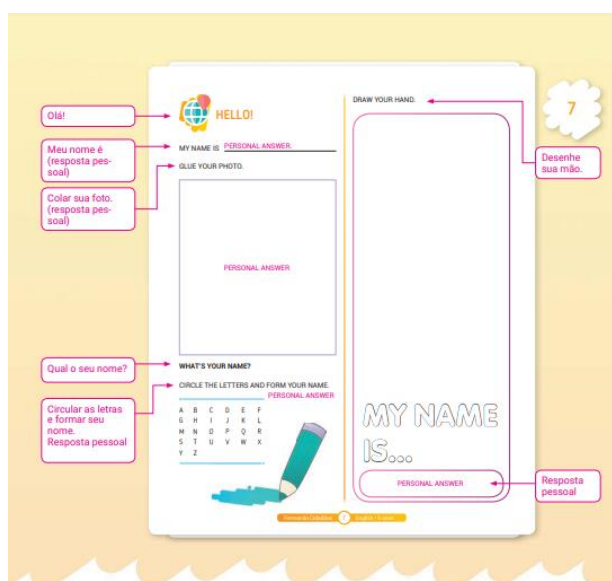 Olá!
Meu nome é
(resposta pes-
soal)
Colar sua foto.
(resposta pes-
soal)
Qual o seu nome?
Circular as letras
e formar seu
nome.
Resposta pessoal
HELLO!
MY NAME IS PERSONAL ANSWER.
GLUE YOUR PHOTO.
PERSONAL ANSWER
WHAT'S YOUR NAME?
CIRCLE THE LETTERS AND FORM YOUR NAME.
PERSONAL ANSWER
A B C D E F
G H I J K L
M N O P Q R
S T U V W X
Y Z
DRAW YOUR HAND.
MY NAME
IS...
PERSONAL ANSWER
7
Desenhe
sua mão.
Resposta
pessoal
7